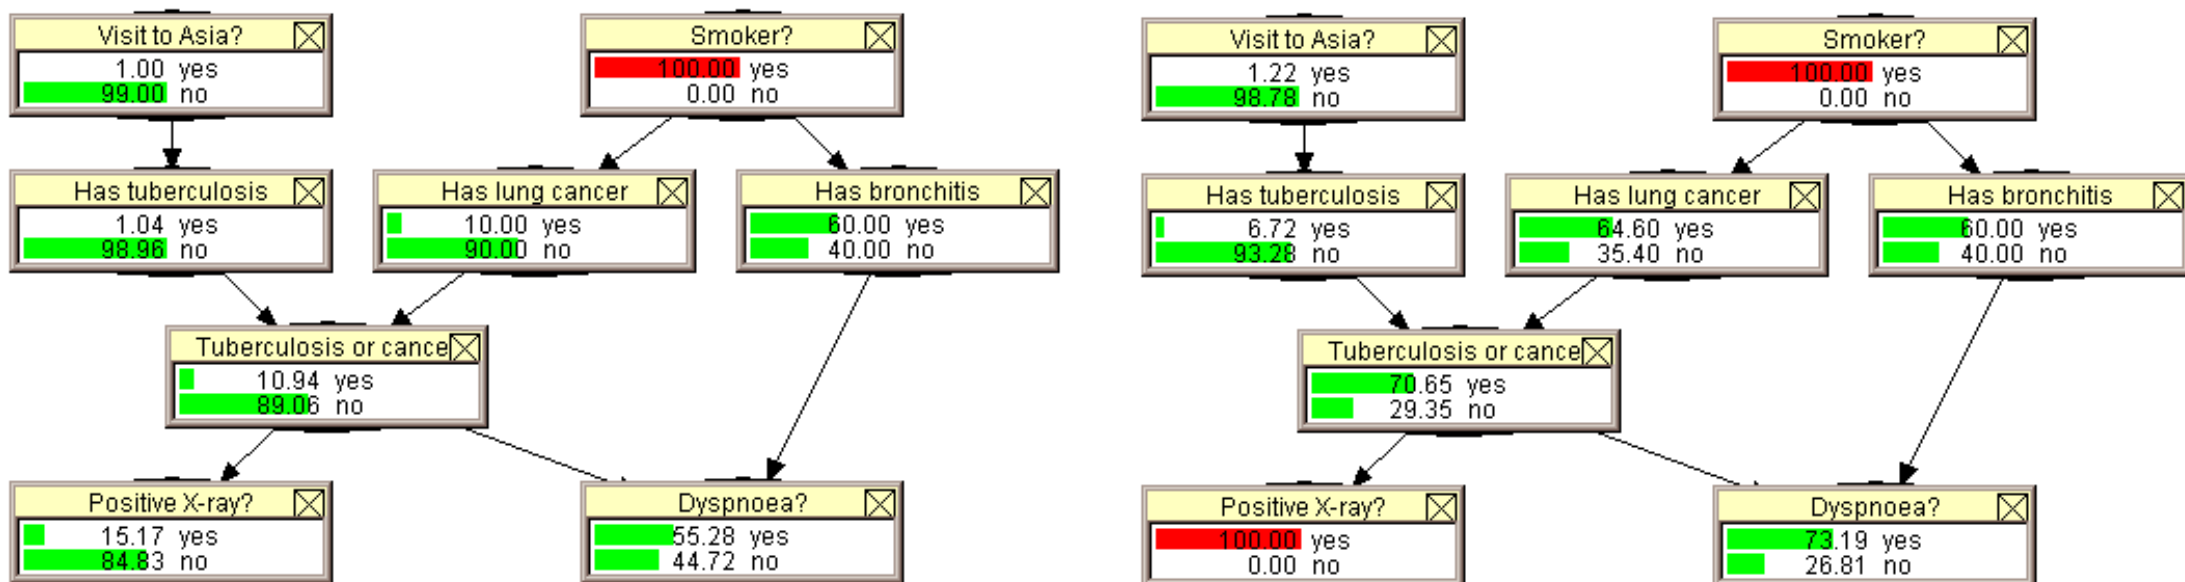 Visit to Asia?
1.00 yes
99.00 no
Smoker?
100.00 yes
0.00 no
Has tuberculosis
1.04 yes
98.96 no
Has lung cancer
10.00 yes
90.00 no
Has bronchitis
60.00 yes
40.00 no
Tuberculosis or cance
10.94 yes
89.06 no
Positive X-ray?
15.17 yes
84.83 no
Dyspnoea?
55.28 yes
44.72 no
Visit to Asia?
1.22 yes
98.78 no
Smoker?
100.00 yes
0.00 no
Has tuberculosis
6.72 yes
93.28 no
Has lung cancer
64.60 yes
35.40 no
Has bronchitis
60.00 yes
40.00 no
Tuberculosis or cance
70.65 yes
29.35 no
Positive X-ray?
100.00 yes
0.00 no
Dyspnoea?
73.19 yes
26.81 no